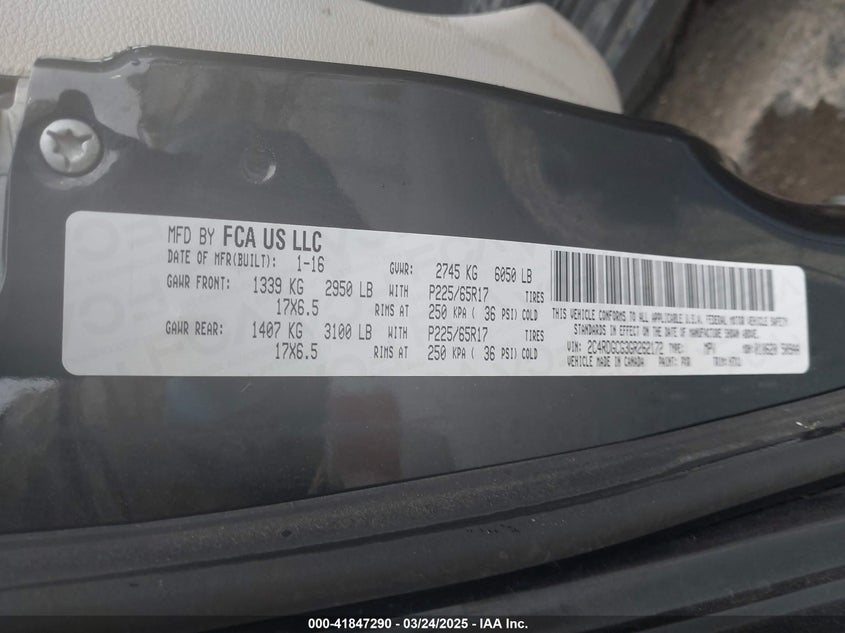 MFD BY FCA US LLC
DATE OF MFR(BUILT): 1-16 GVWR: 2745 KG 6050 LB
GAWR FRONT: 1339 KG 2950 LB WITH P225/65R17 TIRES
17X6.5 RIMS AT 250 KPA ( 36 PSI) COLD
GAWR REAR: 1407 KG 3100 LB WITH P225/65R17 TIRES
17X6.5 RIMS AT 250 KPA ( 36 PSI) COLD
THIS VEHICLE CONFORMS TO ALL APPLICABLE U.S.A. FEDERAL MOTOR VEHICLE SAFETY
STANDARDS IN EFFECT ON THE DATE OF MANUFACTURE SHOWN ABOVE.
VIN: 2C4RDGCG3GR262172 TYPE: MPV MDH:
VEHICLE MADE IN CANADA PAINT: PAR TRIM:
000-41847290 - 03/24/2025 - IAA Inc.